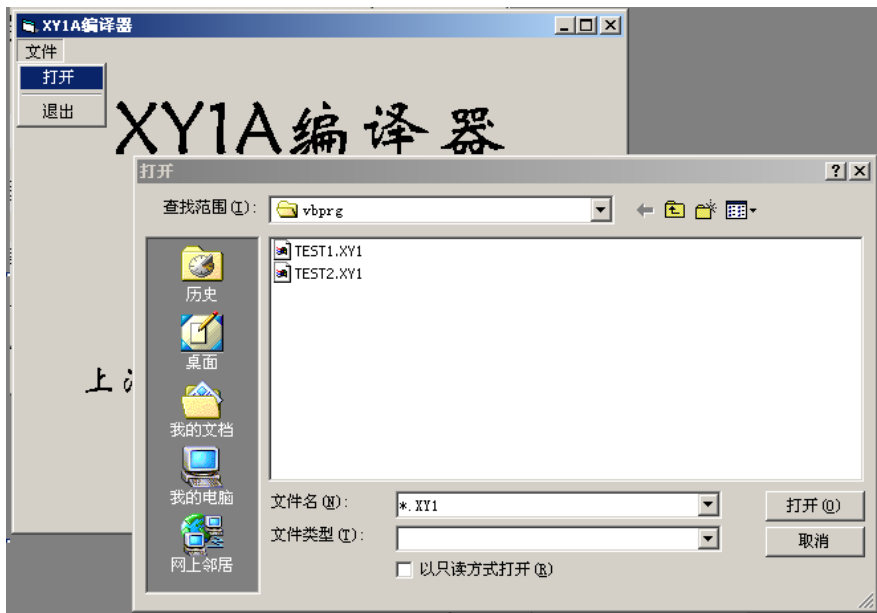 XY1A编译器
文件
打开
退出
XY1A编译器
打开
查找范围(I):
vbprg
TEST1.XY1
TEST2.XY1
历史
桌面
上
我的文档
我的电脑
网上邻居
文件名(N):
*.XY1
打开(O)
文件类型(T):
取消
以只读方式打开(R)